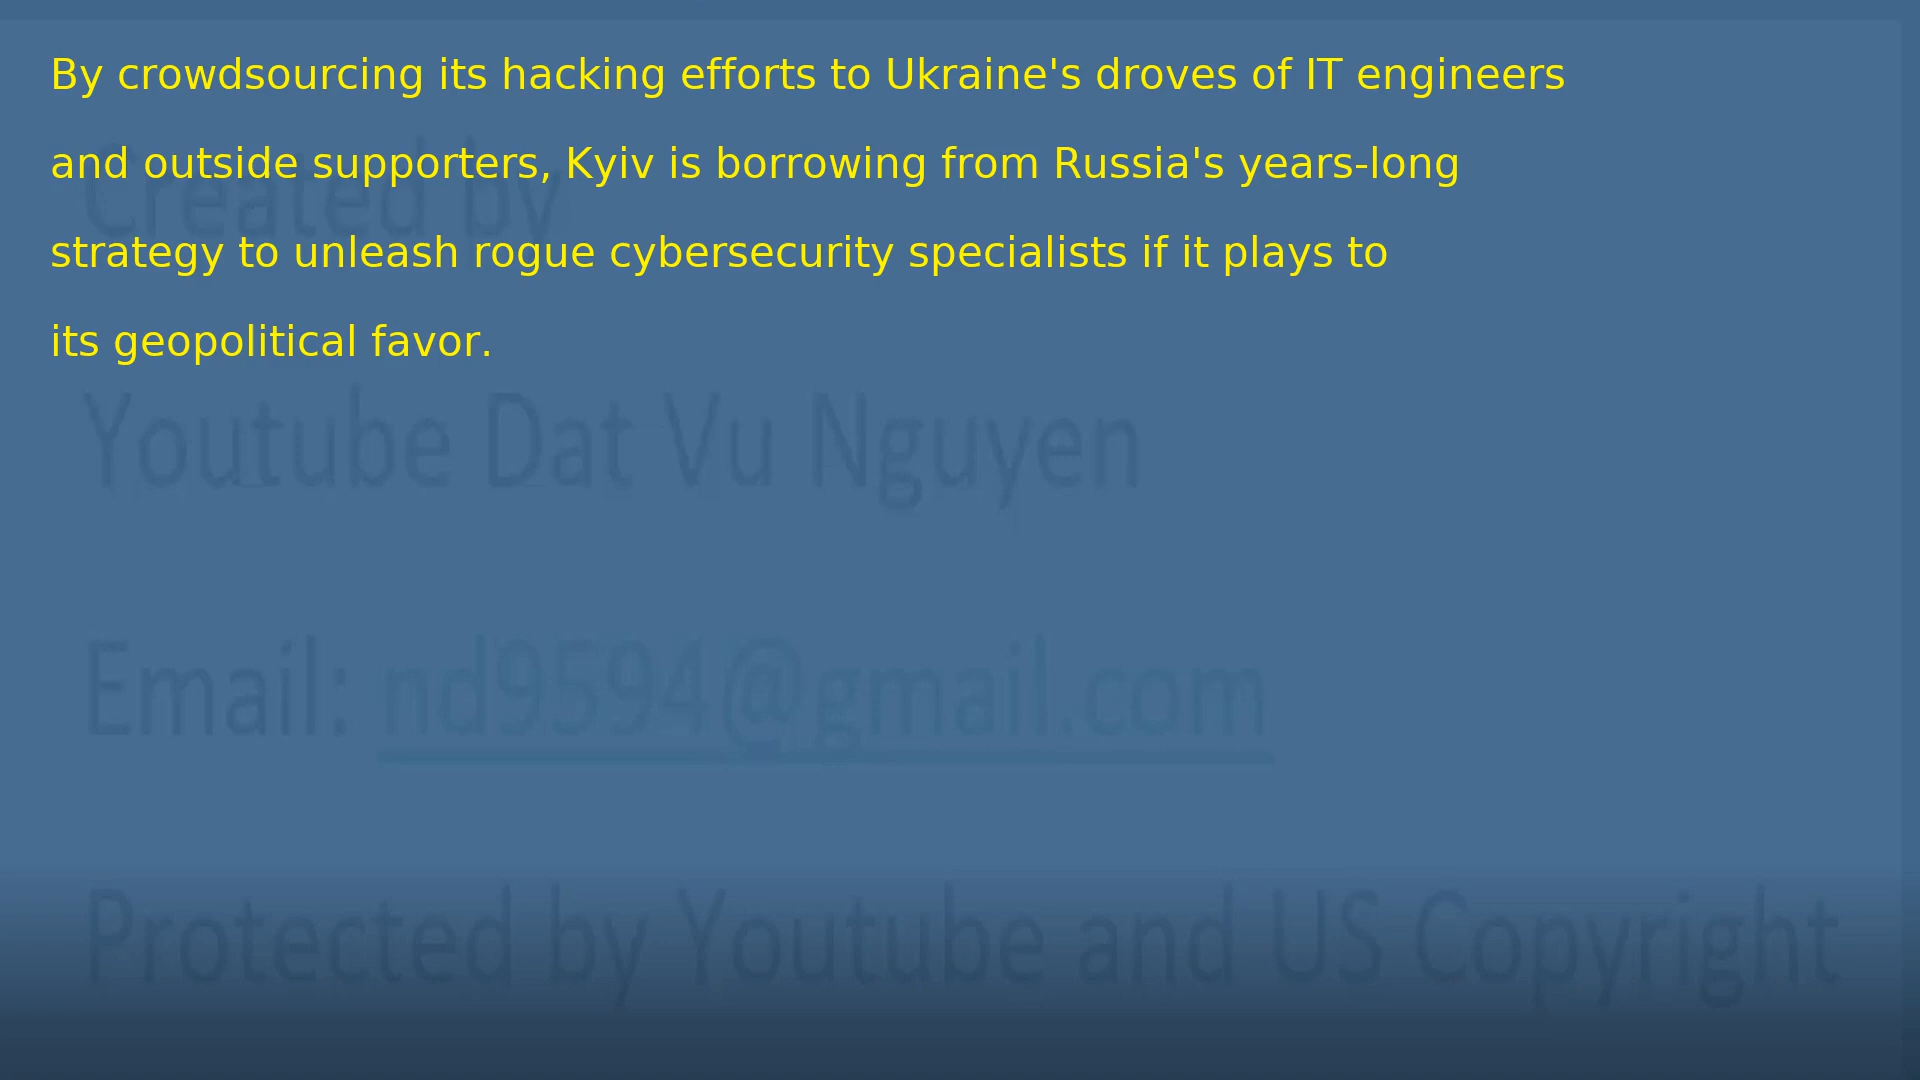 By crowdsourcing its hacking efforts to Ukraine's droves of IT engineers
and outside supporters, Kyiv is borrowing from Russia's years-long
strategy to unleash rogue cybersecurity specialists if it plays to
its geopolitical favor.
Created by
Youtube Dat Vu Nguyen
Email: nd9594@gmail.com
Protected by Youtube and US Copyright